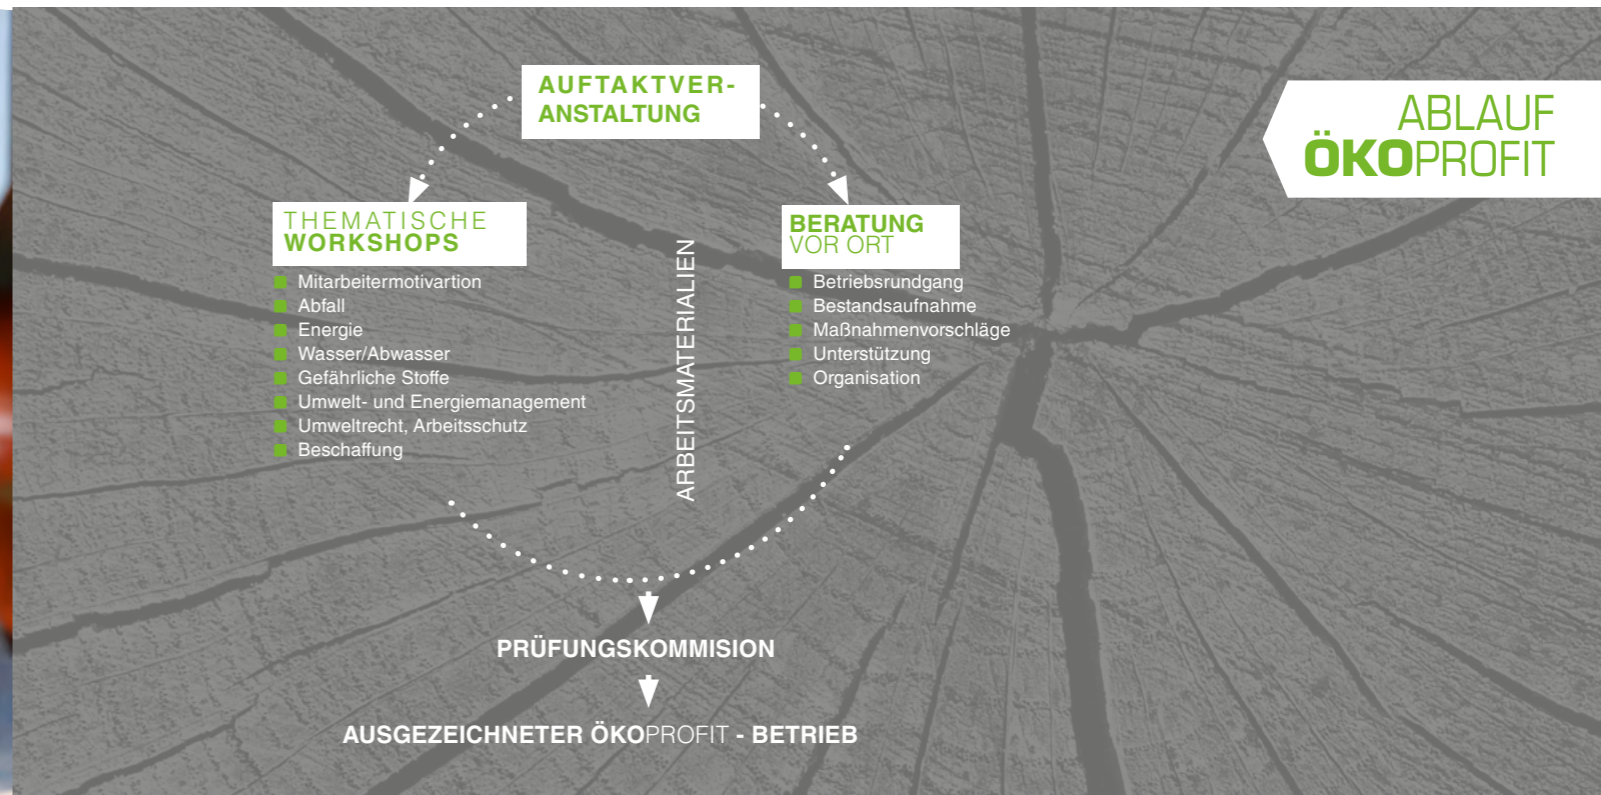 ABLAUF
ÖKOPROFIT
AUFTAKTVER-
ANSTALTUNG
THEMATISCHE
WORKSHOPS
Mitarbeitermotivartion
Abfall
Energie
Wasser/Abwasser
Gefährliche Stoffe
Umwelt- und Energiemanagement
Umweltrecht, Arbeitsschutz
Beschaffung
ARBEITSMATERIALIEN
BERATUNG
VOR ORT
Betriebsrundgang
Bestandsaufnahme
Maßnahmenvorschläge
Unterstützung
Organisation
PRÜFUNGSKOMMISION
AUSGEZEICHNETER ÖKOPROFIT - BETRIEB